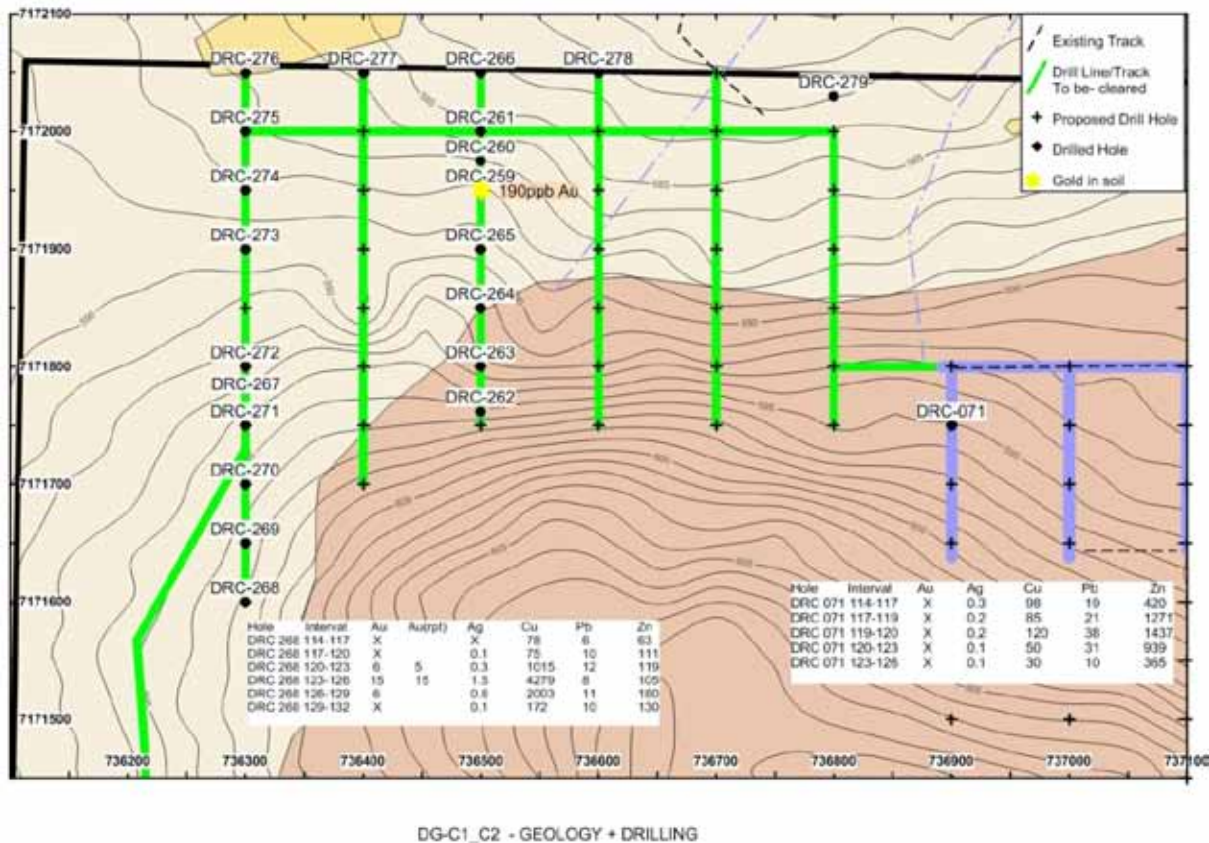 7172100
Existing Track
Drill Line/Track
To be- cleared
Proposed Drill Hole
Drilled Hole
Gold in soil
DRC-276 DRC-277 DRC-266 DRC-278
DRC-279
7172000
DRC-275 DRC-261
DRC-260
DRC-274 DRC-259
190ppb Au
DRC-273 DRC-265
7171900
DRC-264
DRC-272 DRC-263
7171800
DRC-267
DRC-271 DRC-262 DRC-071
DRC-270
7171700
DRC-269
DRC-268
7171600
Hole Interval Au Ag Cu Pb Zn
DRC 071 114-117 X 0.3 98 19 420
DRC 071 117-119 X 0.2 85 21 1271
DRC 071 119-120 X 0.2 120 38 1437
DRC 071 120-123 X 0.1 50 31 939
DRC 071 123-126 X 0.1 30 10 365
Hole Interval Au Au(rpt) Ag Cu Pb Zn
DRC 268 114-117 X X 78 6 63
DRC 268 117-120 X 0.1 75 10 111
DRC 268 120-123 6 5 0.3 1015 12 119
DRC 268 123-126 15 15 1.5 4279 8 105
DRC 268 126-129 6 0.6 2003 11 160
DRC 268 129-132 X 0.1 172 10 130
7171500
736200 736300 736400 736500 736600 736700 736800 736900 737000 737100
DG-C1_C2 - GEOLOGY + DRILLING